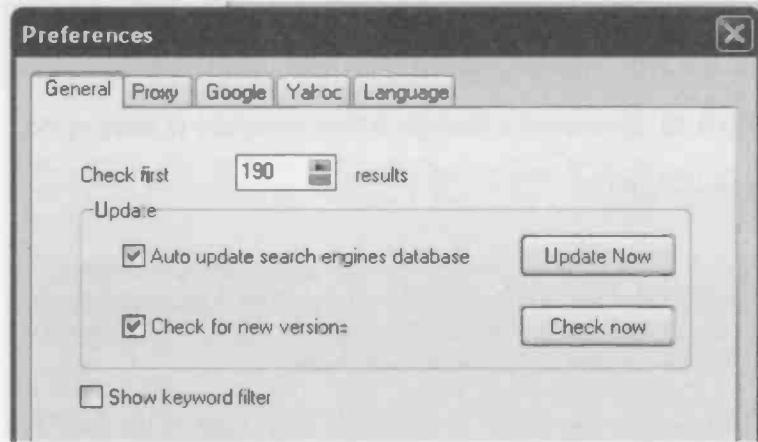 Preferences
General Proxy Google Yahoc Language
Check first 190 results
Update
Auto update search engines database Update Now
Check for new versions Check now
Show keyword filter